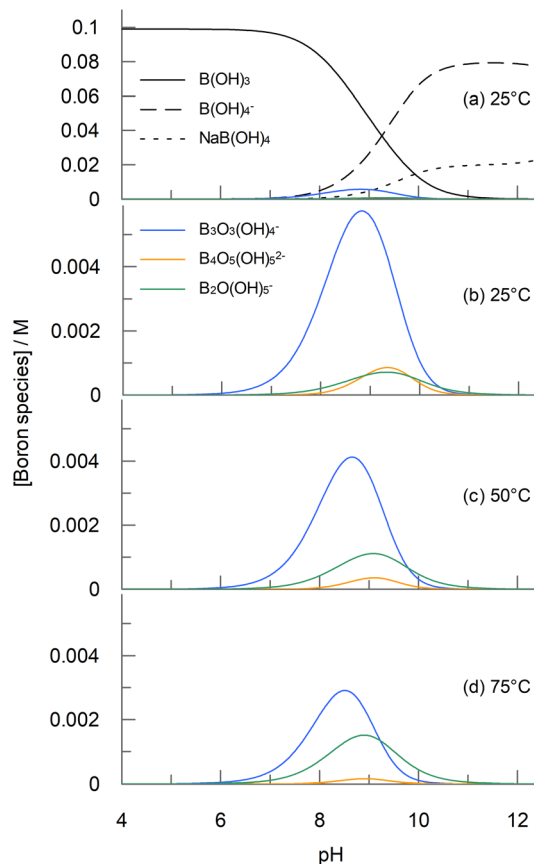 0.1
0.08
0.06
0.04
0.02
0
B(OH)₃
B(OH)₄⁻
NaB(OH)₄
(a) 25°C
B₃O₃(OH)₄⁻
B₄O₅(OH)₅²⁻
B₂O(OH)₅⁻
0.004
0.002
0
(b) 25°C
[Boron species] / M
0.004
0.002
0
(c) 50°C
0.004
0.002
0
(d) 75°C
4 6 8 10 12
pH